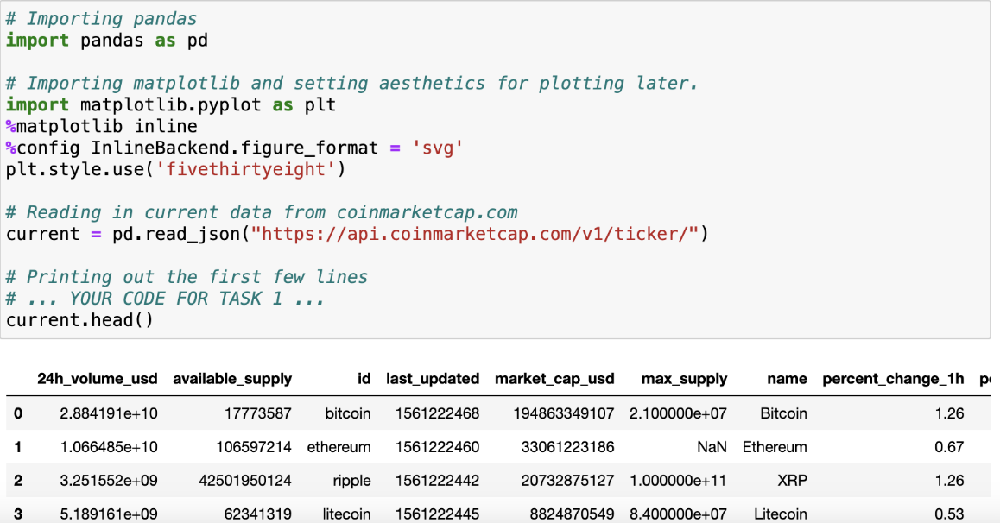 # Importing pandas
import pandas as pd
# Importing matplotlib and setting aesthetics for plotting later.
import matplotlib.pyplot as plt
%matplotlib inline
%config InlineBackend.figure_format = 'svg'
plt.style.use('fivethirtyeight')
# Reading in current data from coinmarketcap.com
current = pd.read_json("https://api.coinmarketcap.com/v1/ticker/")
# Printing out the first few lines
# ... YOUR CODE FOR TASK 1 ...
current.head()
24h_volume_usd available_supply id last_updated market_cap_usd max_supply name percent_change_1h
0 2.884191e+10 17773587 bitcoin 1561222468 194863349107 2.100000e+07 Bitcoin 1.26
1 1.066485e+10 106597214 ethereum 1561222460 33061223186 NaN Ethereum 0.67
2 3.251552e+09 42501950124 ripple 1561222442 20732875127 1.000000e+11 XRP 1.26
3 5.189161e+09 62341319 litecoin 1561222445 8824870549 8.400000e+07 Litecoin 0.53